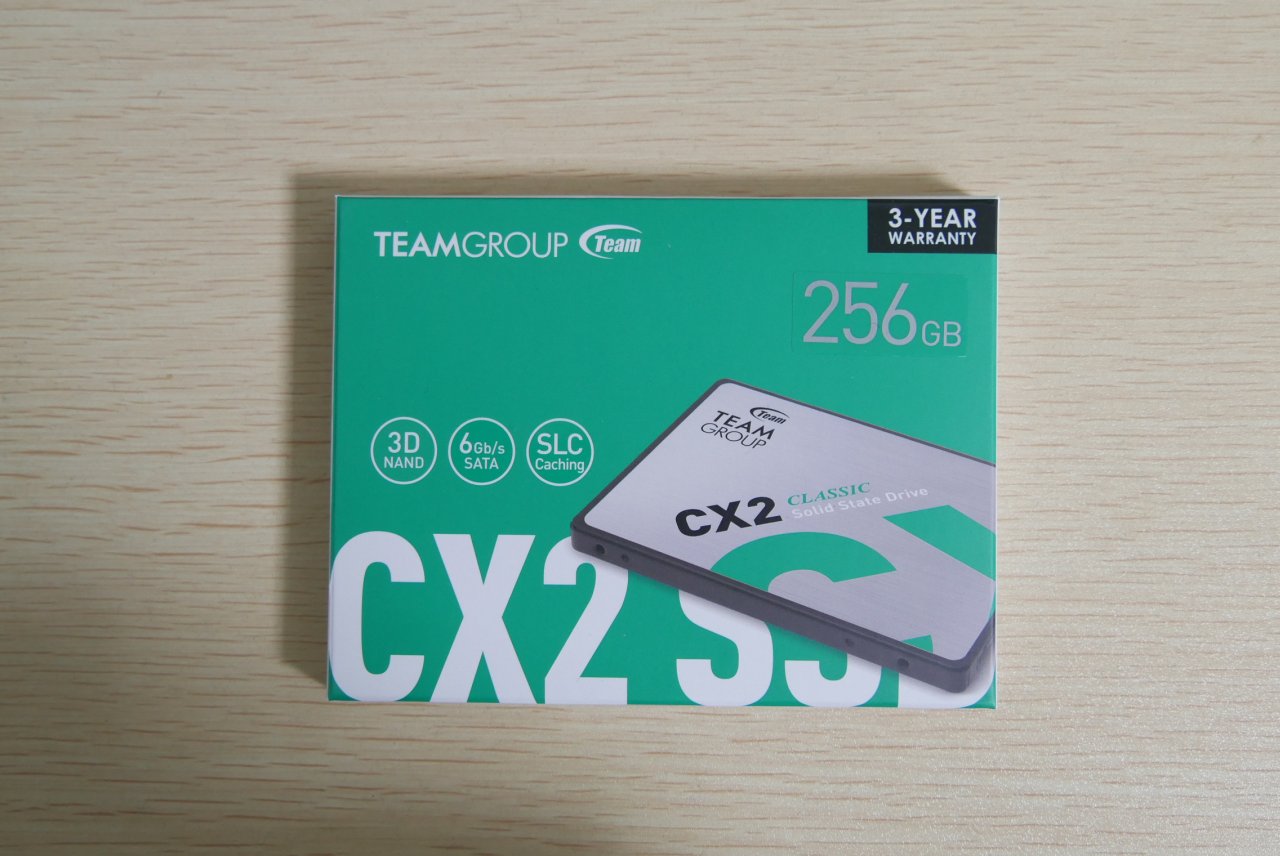 TEAMGROUP Team
3-YEAR
WARRANTY
256GB
3D
NAND
6Gb/s
SATA
SLC
Caching
Team
TEAM
GROUP
CX2 CLASSIC
Solid State Drive
CX2 SSD